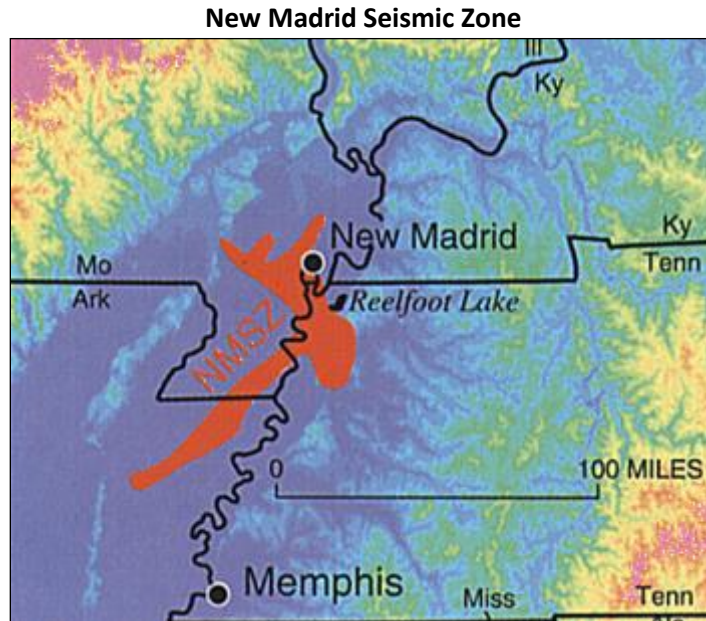 New Madrid Seismic Zone
Ill
Ky
New Madrid
Ky
Mo
Tenn
Ark
Reelfoot Lake
NMSZ
0
100 MILES
Memphis
Miss
Tenn